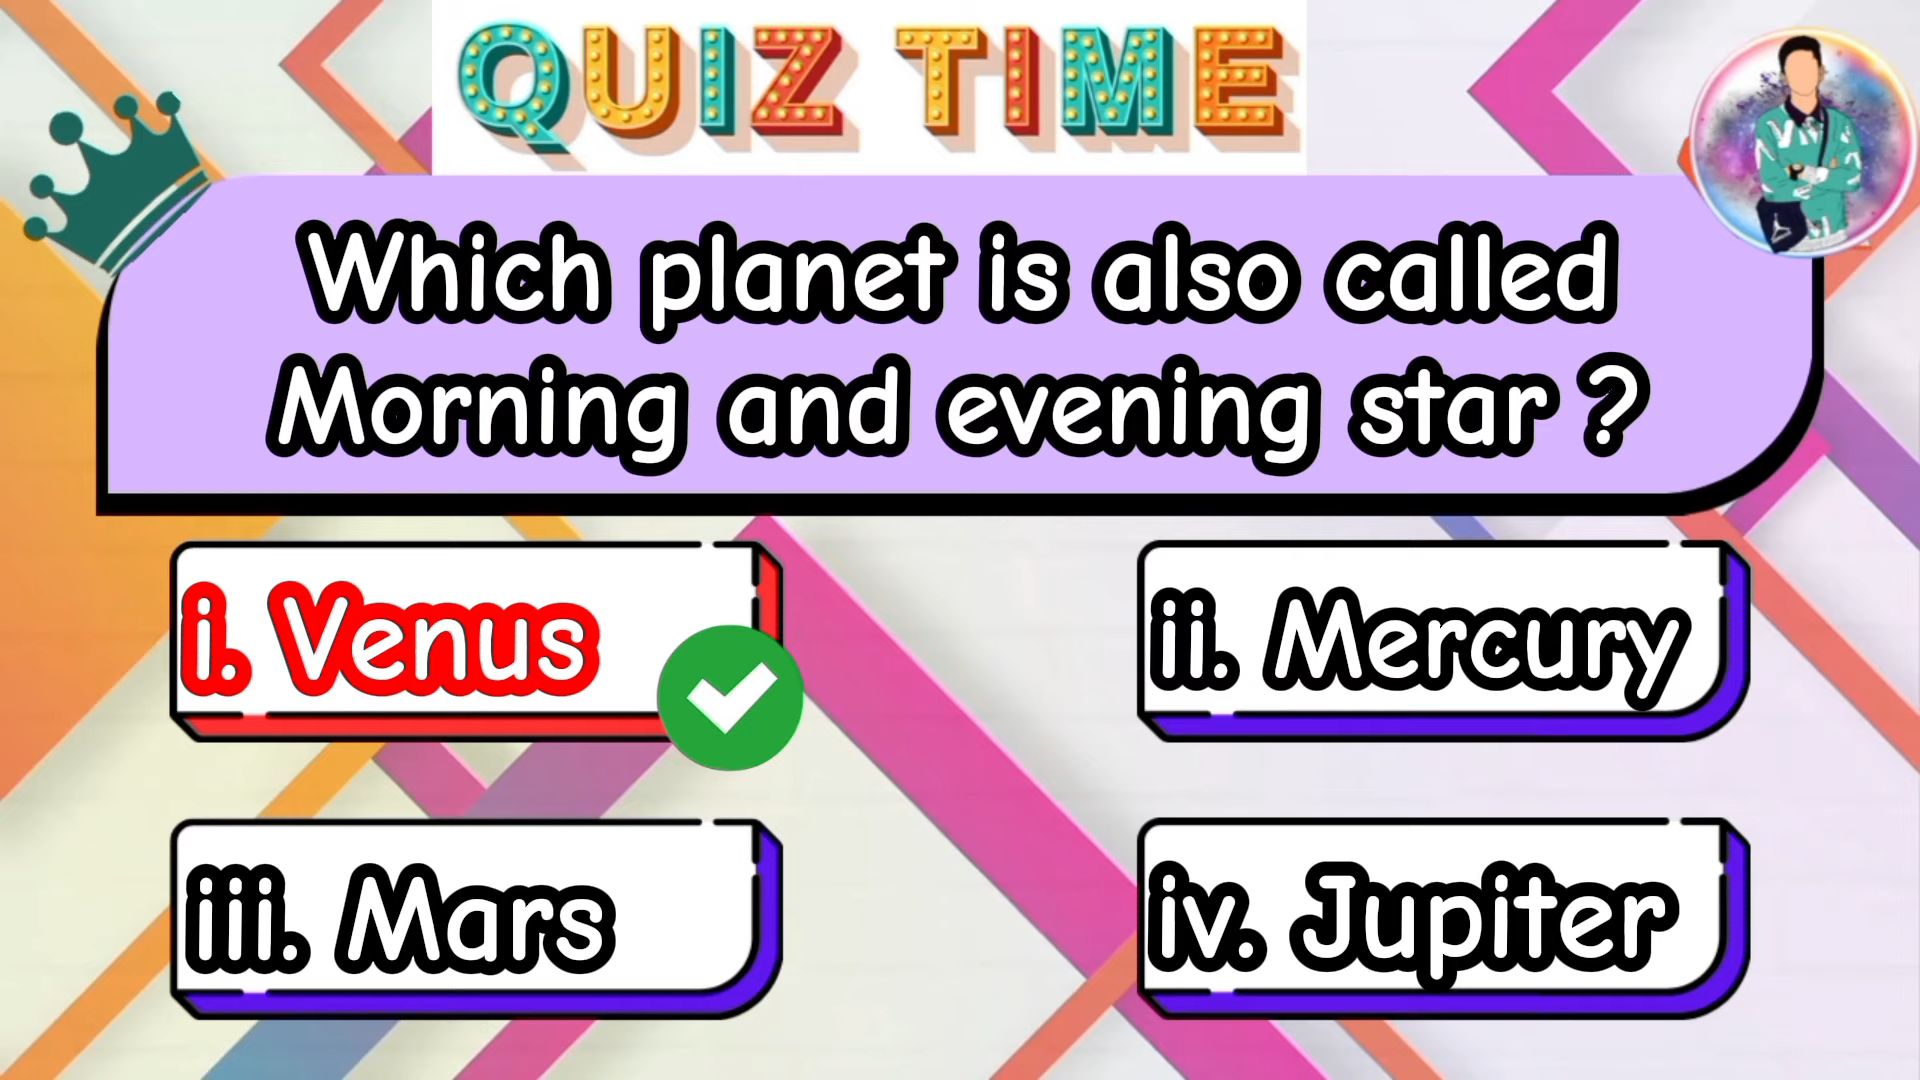 QUIZ TIME
Which planet is also called
Morning and evening star ?
i. Venus
ii. Mercury
iii. Mars
iv. Jupiter